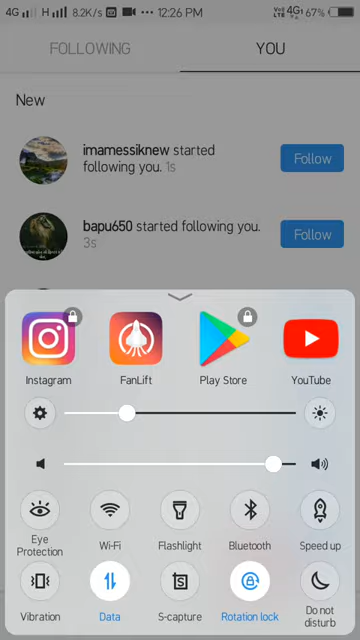 4G H 8.2K/s 12:26 PM VoLTE 4G 67%
FOLLOWING YOU
New
imamessiknew started
following you. 1s
Follow
bapu650 started following you.
3s
Follow
Instagram FanLift Play Store YouTube
Eye
Protection
Wi-Fi Flashlight Bluetooth Speed up
Vibration Data S-capture Rotation lock Do not
disturb